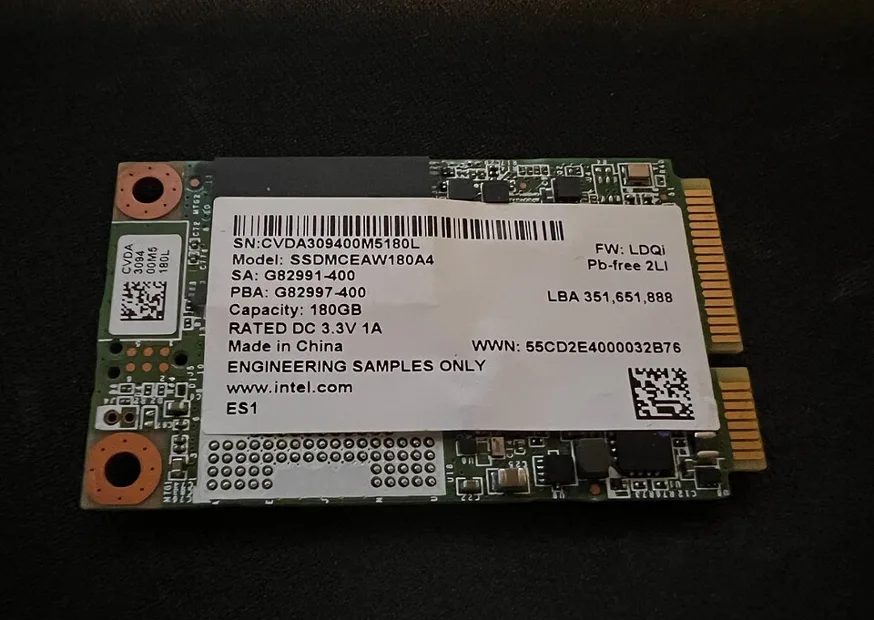 SN:CVDA309400M5180L
Model: SSDMCEAW180A4
SA: G82991-400
PBA: G82997-400
Capacity: 180GB
RATED DC 3.3V 1A
Made in China
ENGINEERING SAMPLES ONLY
www.intel.com
ES1
FW: LDQi
Pb-free 2LI
LBA 351,651,888
WWN: 55CD2E4000032B76
CVDA
3094
00M5
180L